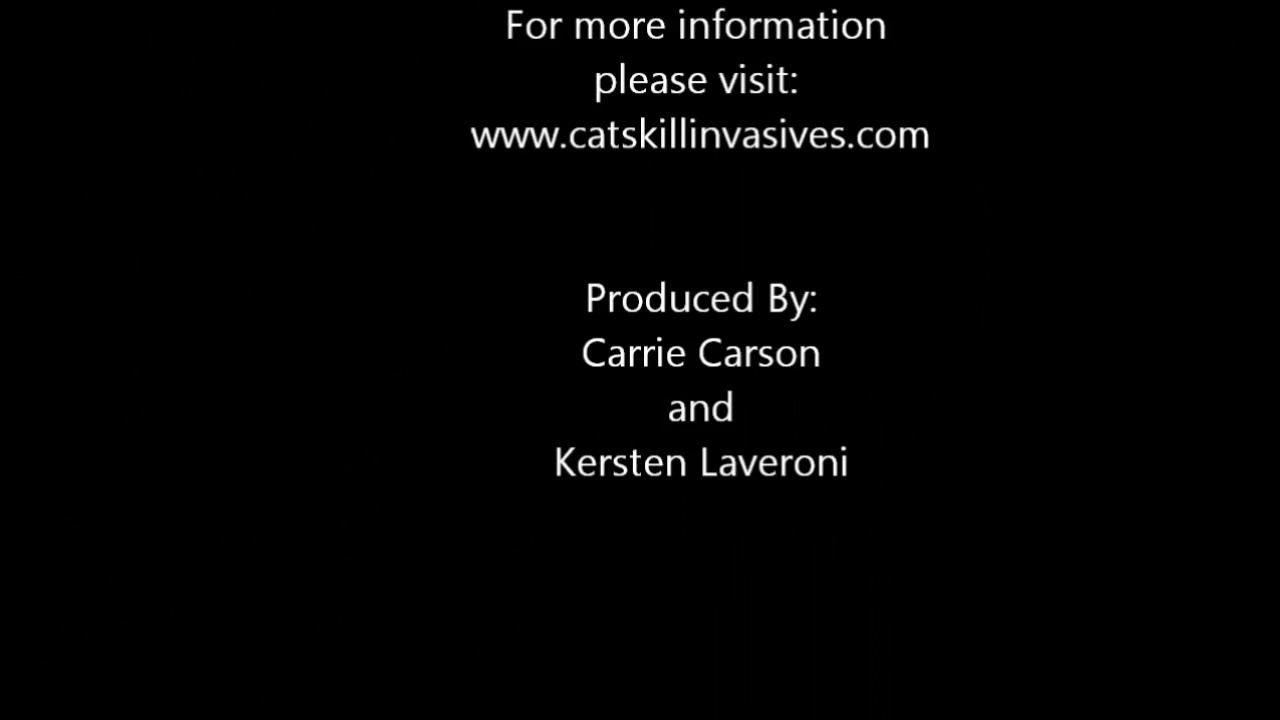 For more information
please visit:
www.catskillinvasives.com
Produced By:
Carrie Carson
and
Kersten Laveroni